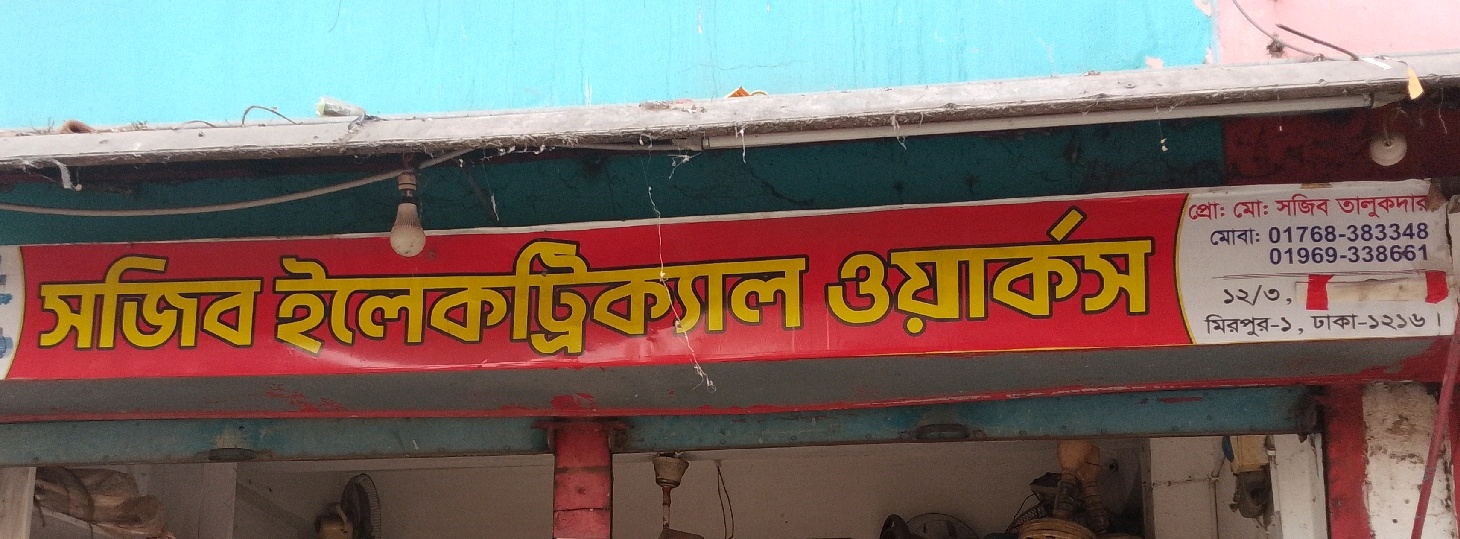 সজিব ইলেকট্রিক্যাল ওয়ার্কস
প্রো: মো: সজিব তালুকদার
মোবা: 01768-383348
01969-338661
১২/৩,
মিরপুর-১, ঢাকা-১২১৬।